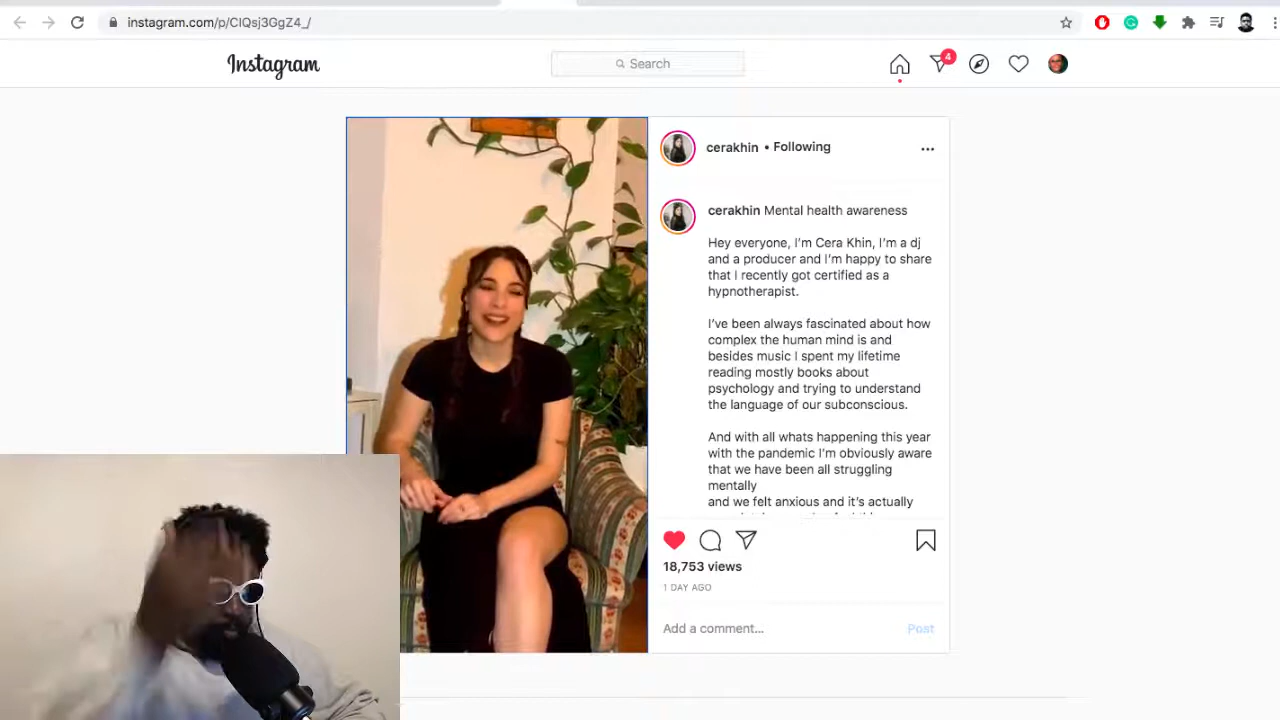 instagram.com/p/CIQsj3GgZ4_/
Instagram
Search
4
cerakhin • Following
cerakhin Mental health awareness
Hey everyone, I'm Cera Khin, I'm a dj
and a producer and I'm happy to share
that I recently got certified as a
hypnotherapist.
I've been always fascinated about how
complex the human mind is and
besides music I spent my lifetime
reading mostly books about
psychology and trying to understand
the language of our subconscious.
And with all whats happening this year
with the pandemic I'm obviously aware
that we have been all struggling
mentally
and we felt anxious and it's actually
18,753 views
1 DAY AGO
Add a comment...
Post